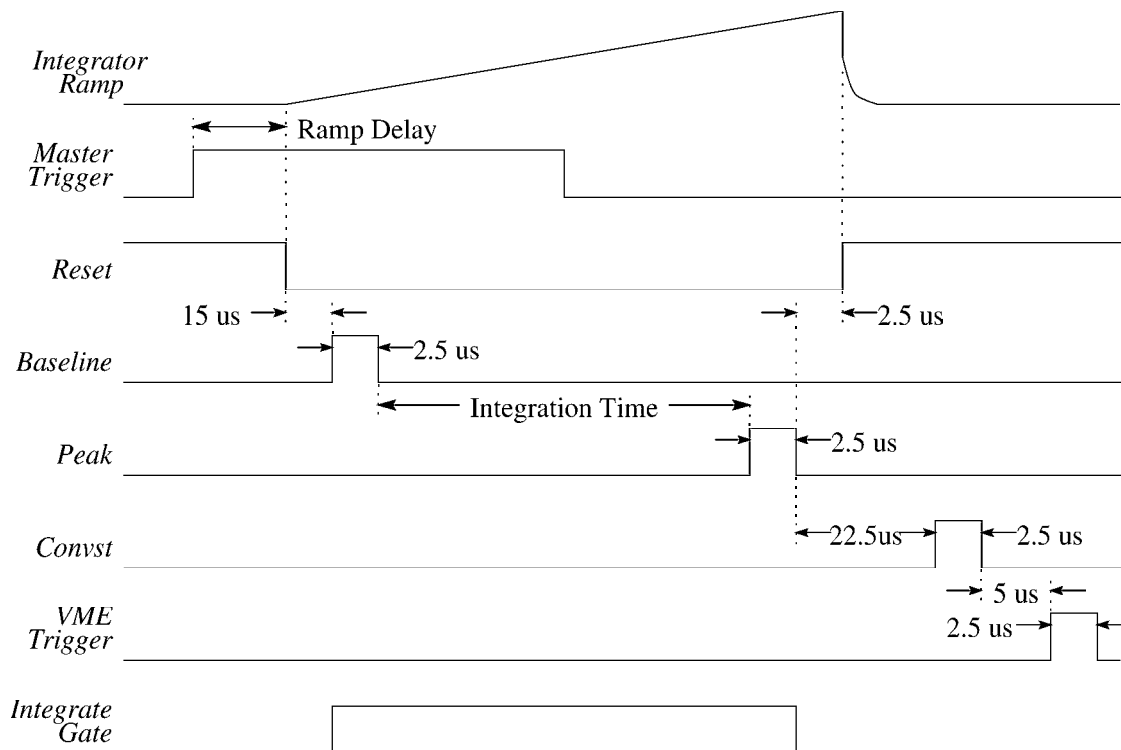 Integrator
Ramp
Ramp Delay
Master
Trigger
Reset
15 us
2.5 us
Baseline
2.5 us
Integration Time
Peak
2.5 us
Convst
22.5us
2.5 us
5 us
VME
Trigger
2.5 us
Integrate
Gate